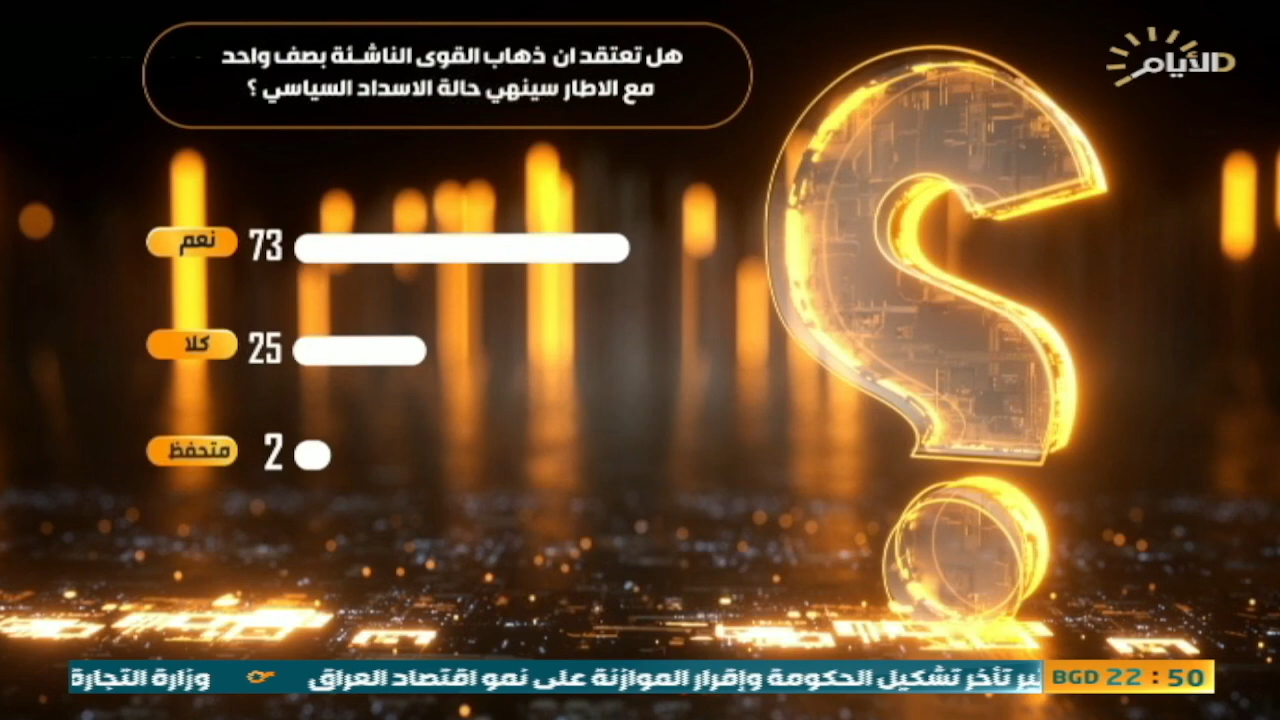 هل تعتقد ان ذهاب القوى الناشئة بصف واحد
مع الاطار سينهي حالة الاسداد السياسي ؟
الأيام
نعم 73
كلا 25
متحفظ 2
تأخر تشكيل الحكومة وإقرار الموازنة على نمو اقتصاد العراق
وزارة التجارة
BGD 22 : 50